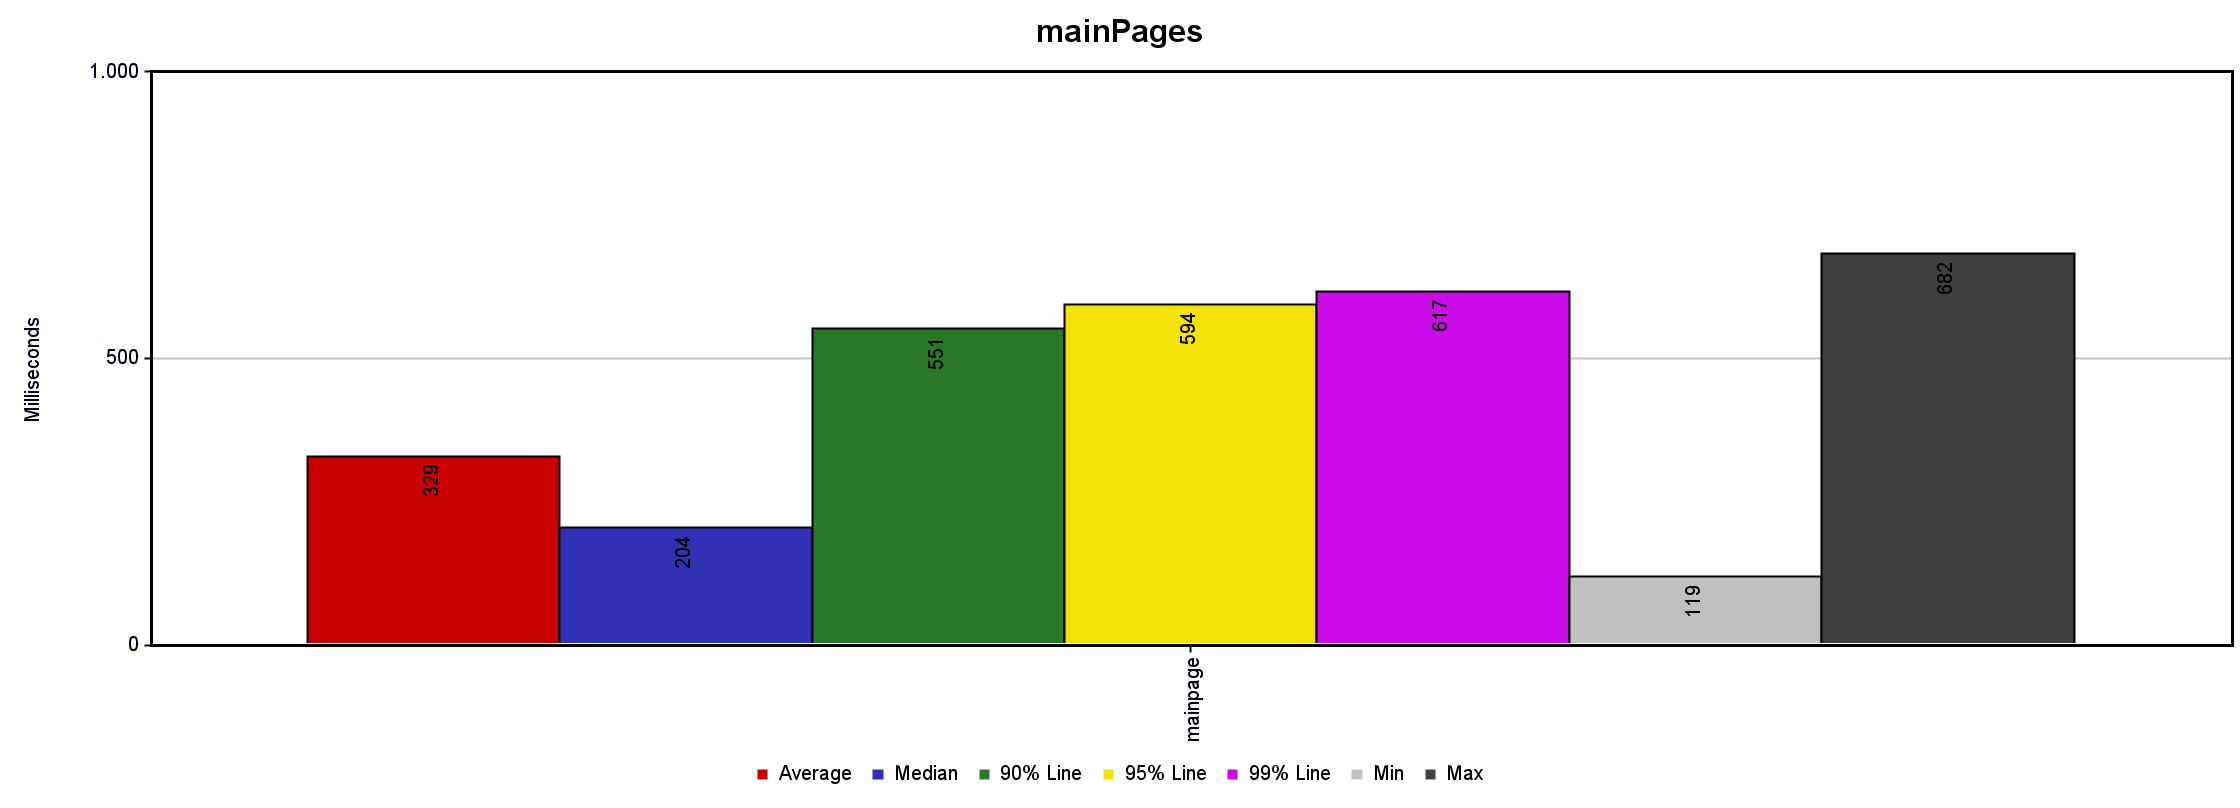 mainPages
1.000
500
0
Milliseconds
329
204
551
594
617
119
682
mainpage
Average Median 90% Line 95% Line 99% Line Min Max